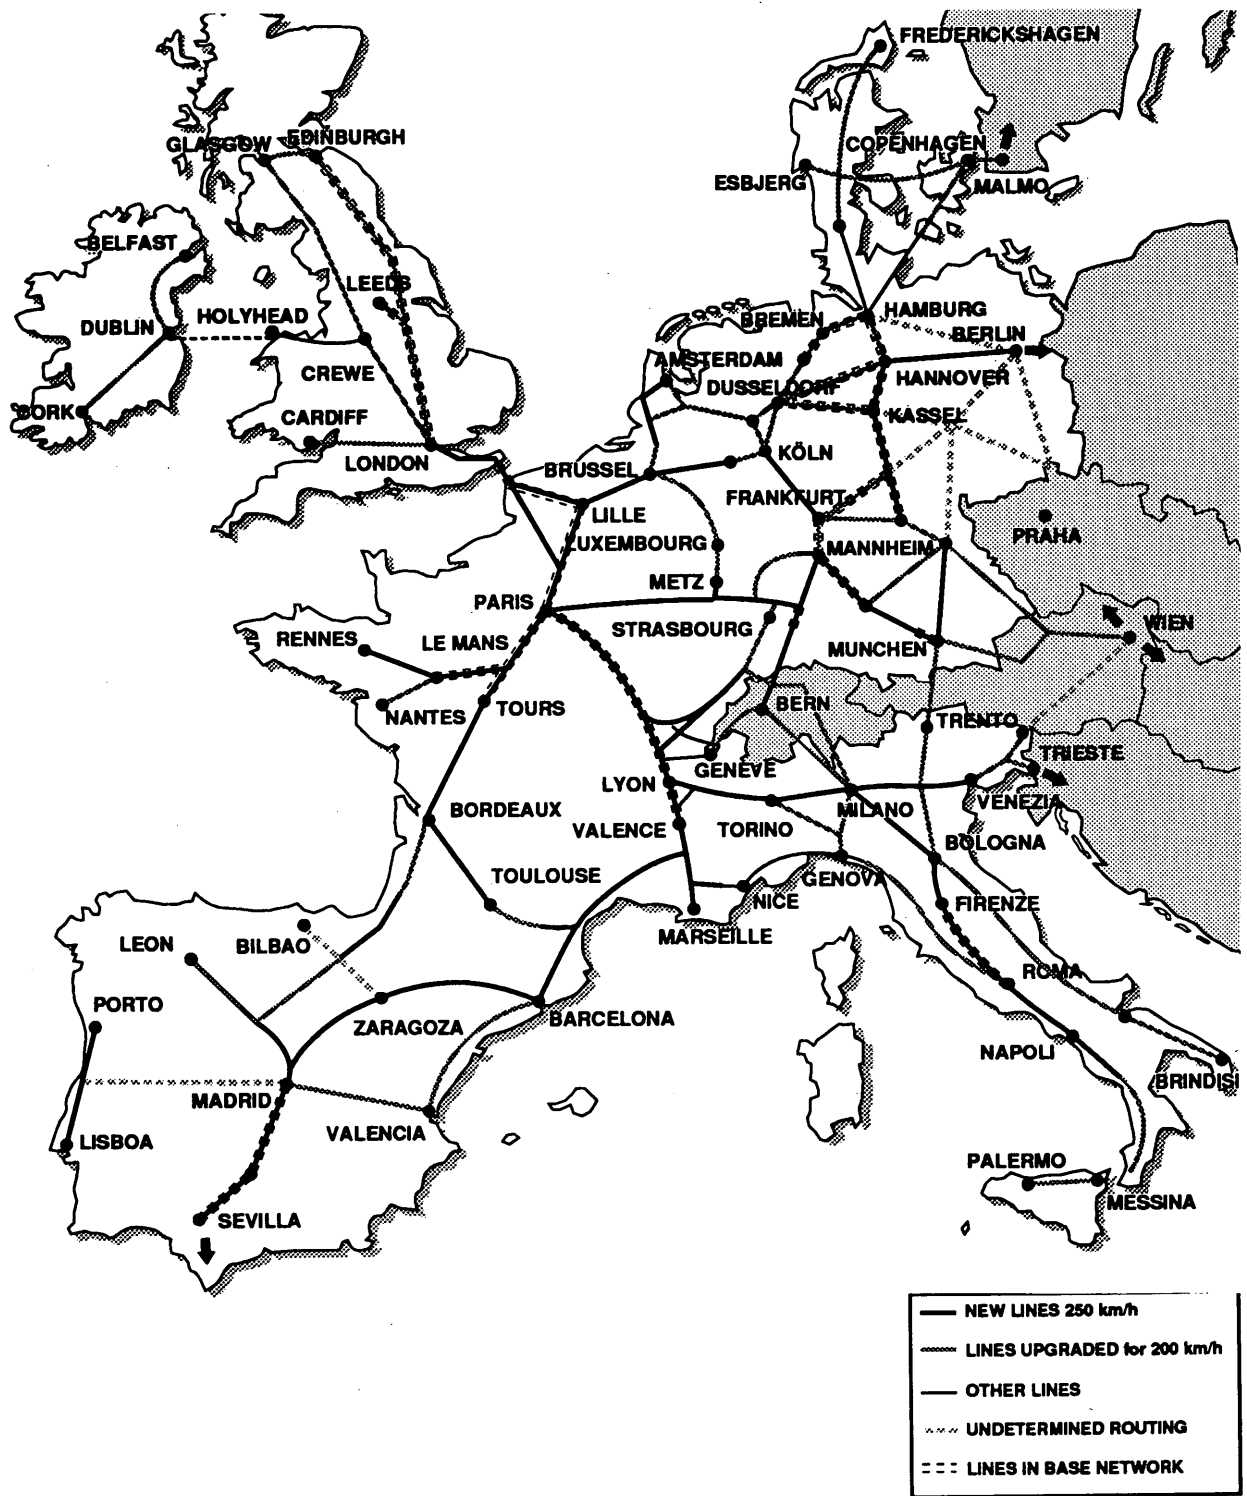 FREDERICKSHAGEN
GLASGOW
EDINBURGH
COPENHAGEN
ESBJERG
MALMO
BELFAST
LEEDS
DUBLIN
HOLYHEAD
HAMBURG
BREMEN
BERLIN
CREWE
AMSTERDAM
DUSSELDORF
HANNOVER
CORK
CARDIFF
KASSEL
LONDON
BRUSSEL
KÖLN
FRANKFURT
LILLE
PRAHA
LUXEMBOURG
MANNHEIM
METZ
PARIS
RENNES
LE MANS
STRASBOURG
WIEN
MUNCHEN
NANTES
TOURS
BERN
TRENTO
TRIESTE
GENEVE
LYON
VENEZIA
BORDEAUX
VALENCE
TORINO
MILANO
BOLOGNA
TOULOUSE
GENOVA
NICE
FIRENZE
LEON
BILBAO
MARSEILLE
ROMA
PORTO
ZARAGOZA
BARCELONA
NAPOLI
BRINDISI
MADRID
VALENCIA
LISBOA
PALERMO
MESSINA
SEVILLA
NEW LINES 250 km/h
LINES UPGRADED for 200 km/h
OTHER LINES
UNDETERMINED ROUTING
LINES IN BASE NETWORK